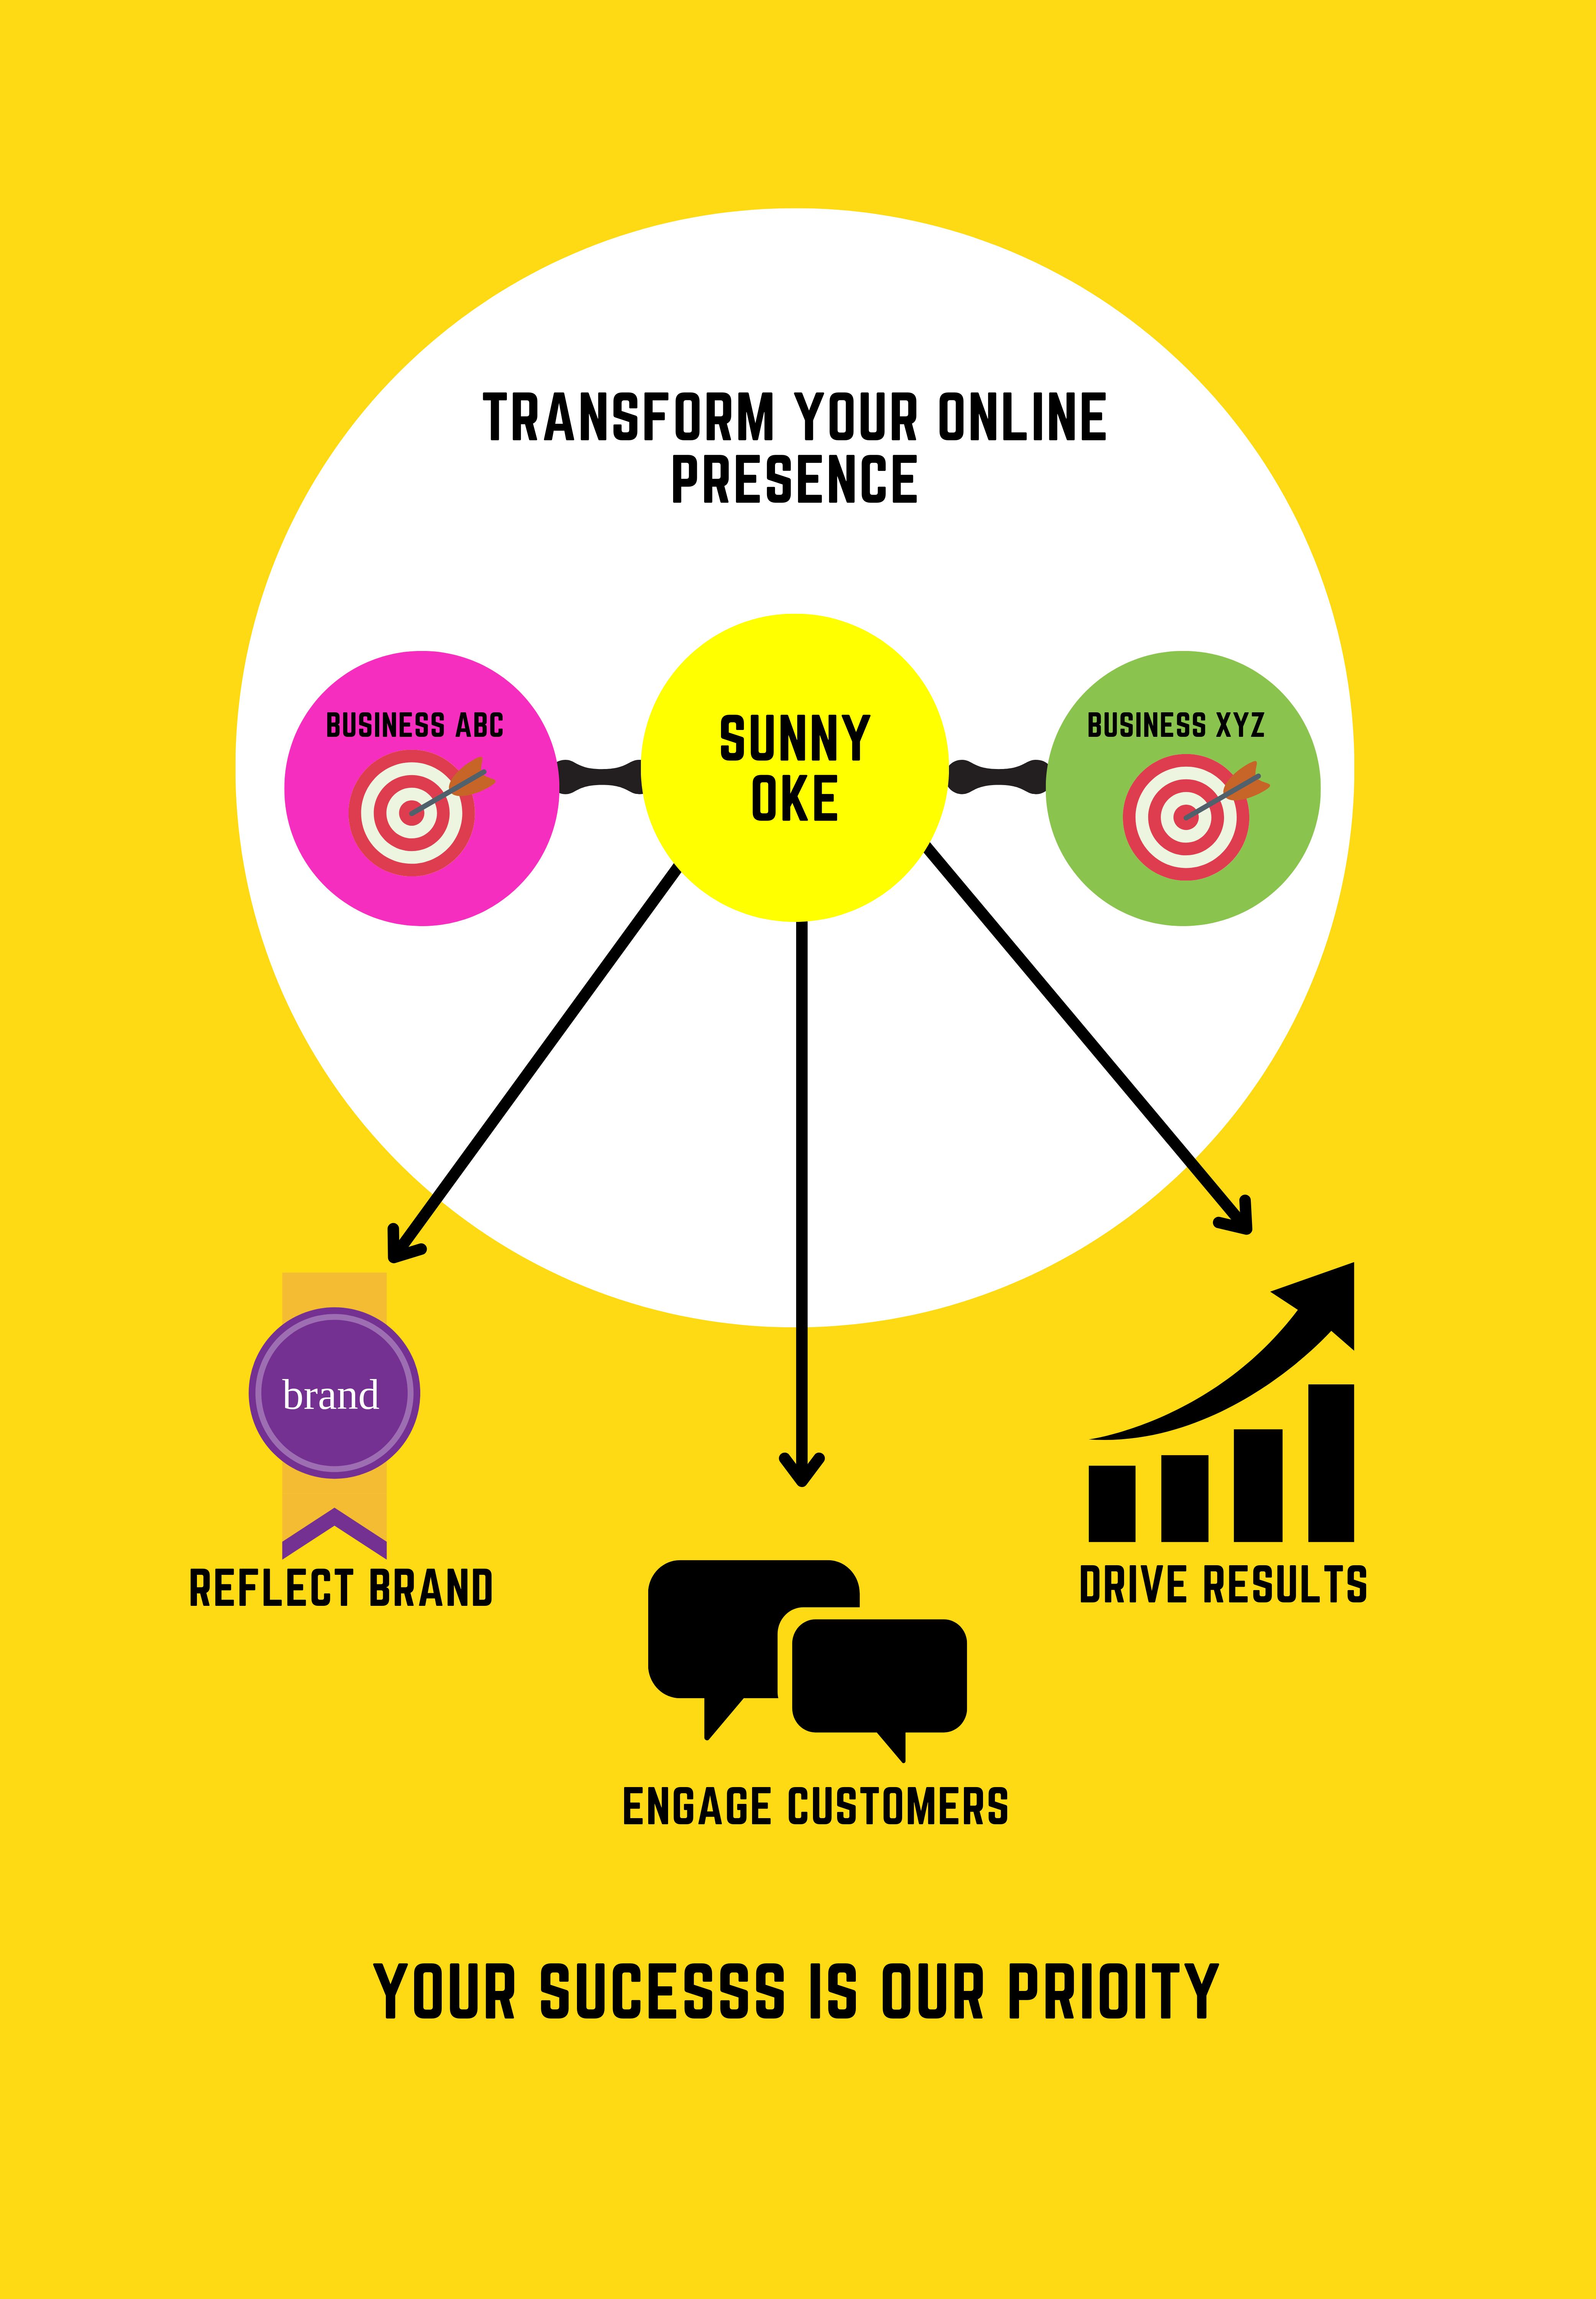 TRANSFORM YOUR ONLINE
PRESENCE
BUSINESS ABC
SUNNY
OKE
BUSINESS XYZ
brand
REFLECT BRAND
DRIVE RESULTS
ENGAGE CUSTOMERS
YOUR SUCESSS IS OUR PRIOITY